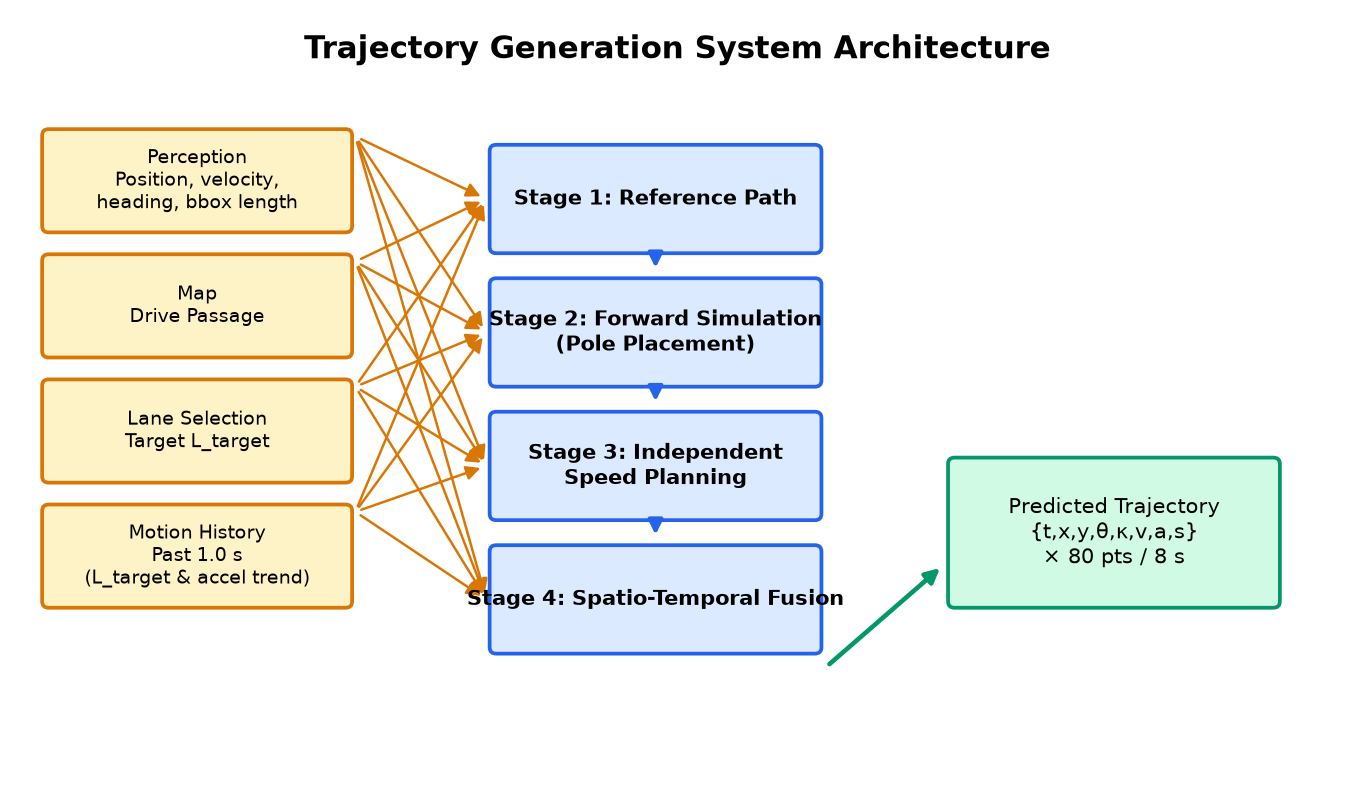 Trajectory Generation System Architecture
Perception
Position, velocity,
heading, bbox length
Map
Drive Passage
Lane Selection
Target L_target
Motion History
Past 1.0 s
(L_target & accel trend)
Stage 1: Reference Path
Stage 2: Forward Simulation
(Pole Placement)
Stage 3: Independent
Speed Planning
Stage 4: Spatio-Temporal Fusion
Predicted Trajectory
{t,x,y,θ,κ,v,a,s}
× 80 pts / 8 s